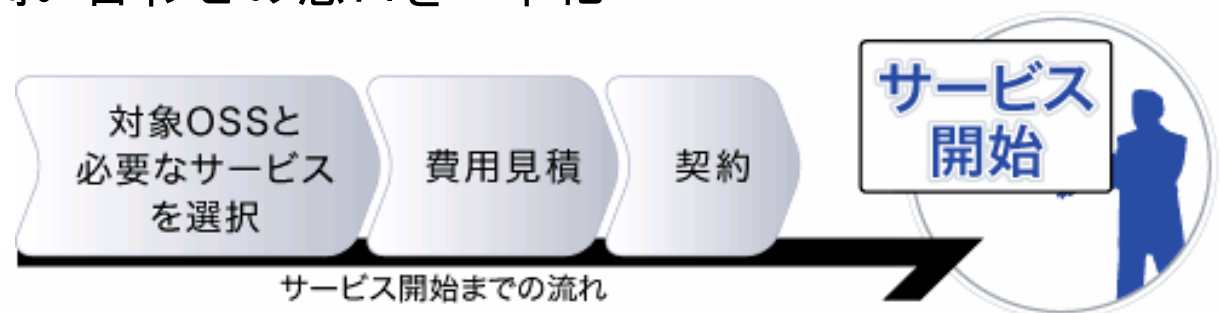 対象OSSと
必要なサービス
を選択
費用見積
契約
サービス
開始
サービス開始までの流れ